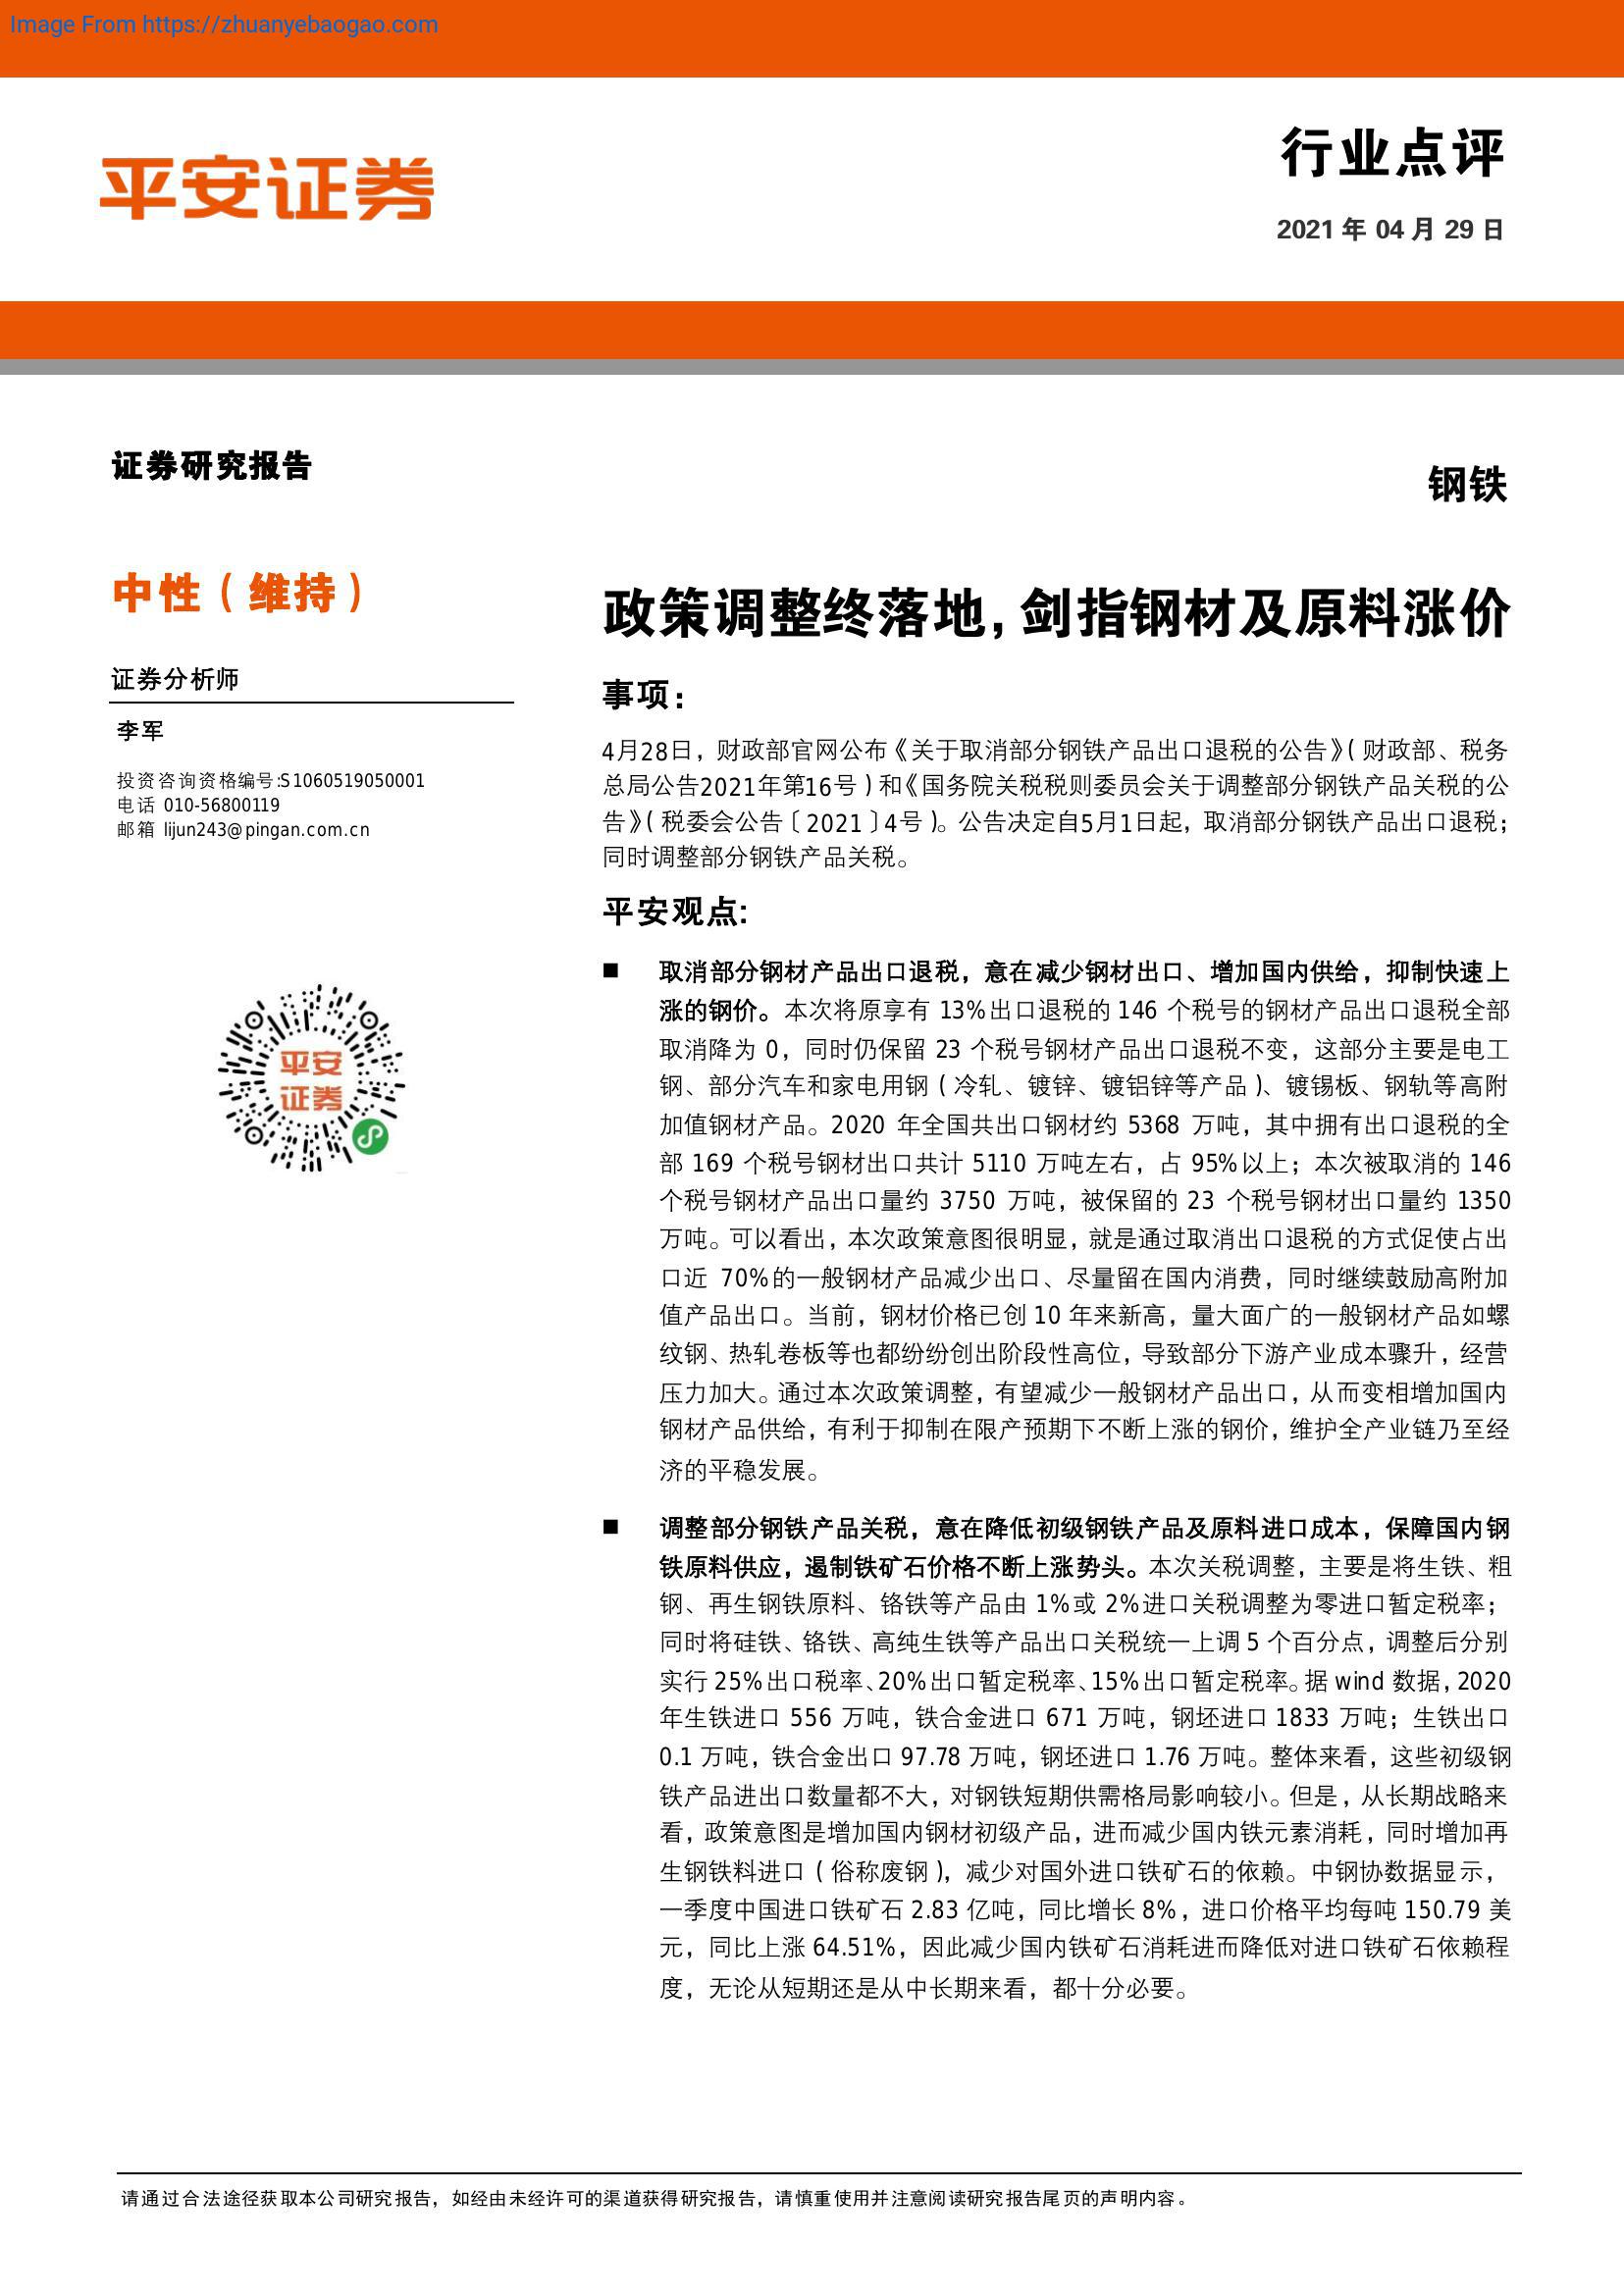 Image From https://zhuanyebaogao.com
平安证券
行业点评
2021 年 04 月 29 日
证券研究报告
钢铁
中性（维持）
证券分析师
李军
投资咨询资格编号:S1060519050001
电话 010-56800119
邮箱 lijun243@pingan.com.cn
平安
证券
政策调整终落地，剑指钢材及原料涨价
事项：
4月28日，财政部官网公布《关于取消部分钢铁产品出口退税的公告》（财政部、税务
总局公告2021年第16号）和《国务院关税税则委员会关于调整部分钢铁产品关税的公
告》（税委会公告〔2021〕4号）。公告决定自5月1日起，取消部分钢铁产品出口退税；
同时调整部分钢铁产品关税。
平安观点:
■ 取消部分钢材产品出口退税，意在减少钢材出口、增加国内供给，抑制快速上
涨的钢价。本次将原享有 13%出口退税的 146 个税号的钢材产品出口退税全部
取消降为 0，同时仍保留 23 个税号钢材产品出口退税不变，这部分主要是电工
钢、部分汽车和家电用钢（冷轧、镀锌、镀铝锌等产品）、镀锡板、钢轨等高附
加值钢材产品。2020 年全国共出口钢材约 5368 万吨，其中拥有出口退税的全
部 169 个税号钢材出口共计 5110 万吨左右，占 95%以上；本次被取消的 146
个税号钢材产品出口量约 3750 万吨，被保留的 23 个税号钢材出口量约 1350
万吨。可以看出，本次政策意图很明显，就是通过取消出口退税的方式促使占出
口近 70%的一般钢材产品减少出口、尽量留在国内消费，同时继续鼓励高附加
值产品出口。当前，钢材价格已创 10 年来新高，量大面广的一般钢材产品如螺
纹钢、热轧卷板等也都纷纷创出阶段性高位，导致部分下游产业成本骤升，经营
压力加大。通过本次政策调整，有望减少一般钢材产品出口，从而变相增加国内
钢材产品供给，有利于抑制在限产预期下不断上涨的钢价，维护全产业链乃至经
济的平稳发展。
■ 调整部分钢铁产品关税，意在降低初级钢铁产品及原料进口成本，保障国内钢
铁原料供应，遏制铁矿石价格不断上涨势头。本次关税调整，主要是将生铁、粗
钢、再生钢铁原料、铬铁等产品由 1%或 2%进口关税调整为零进口暂定税率；
同时将硅铁、铬铁、高纯生铁等产品出口关税统一上调 5 个百分点，调整后分别
实行 25%出口税率、20%出口暂定税率、15%出口暂定税率。据 wind 数据，2020
年生铁进口 556 万吨，铁合金进口 671 万吨，钢坯进口 1833 万吨；生铁出口
0.1 万吨，铁合金出口 97.78 万吨，钢坯进口 1.76 万吨。整体来看，这些初级钢
铁产品进出口数量都不大，对钢铁短期供需格局影响较小。但是，从长期战略来
看，政策意图是增加国内钢材初级产品，进而减少国内铁元素消耗，同时增加再
生钢铁料进口（俗称废钢），减少对国外进口铁矿石的依赖。中钢协数据显示，
一季度中国进口铁矿石 2.83 亿吨，同比增长 8%，进口价格平均每吨 150.79 美
元，同比上涨 64.51%，因此减少国内铁矿石消耗进而降低对进口铁矿石依赖程
度，无论从短期还是从中长期来看，都十分必要。
请通过合法途径获取本公司研究报告，如经由未经许可的渠道获得研究报告，请慎重使用并注意阅读研究报告尾页的声明内容。